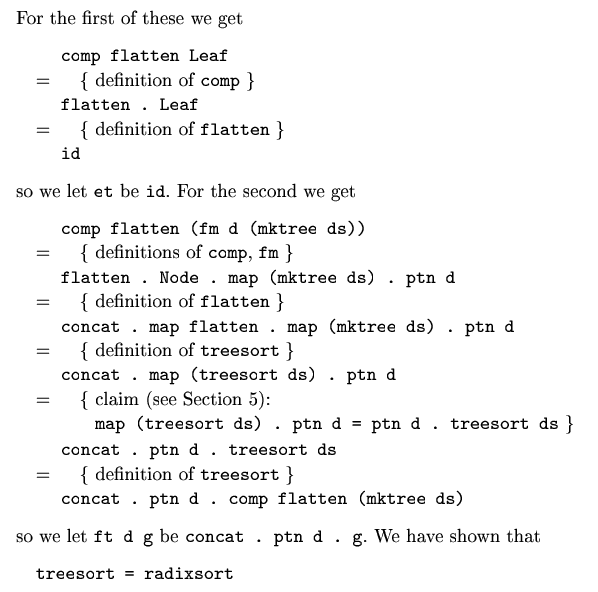 For the first of these we get
comp flatten Leaf
= { definition of comp }
flatten . Leaf
= { definition of flatten }
id
so we let et be id. For the second we get
comp flatten (fm d (mktree ds))
= { definitions of comp, fm }
flatten . Node . map (mktree ds) . ptn d
= { definition of flatten }
concat . map flatten . map (mktree ds) . ptn d
= { definition of treesort }
concat . map (treesort ds) . ptn d
= { claim (see Section 5):
map (treesort ds) . ptn d = ptn d . treesort ds }
concat . ptn d . treesort ds
= { definition of treesort }
concat . ptn d . comp flatten (mktree ds)
so we let ft d g be concat . ptn d . g. We have shown that
treesort = radixsort